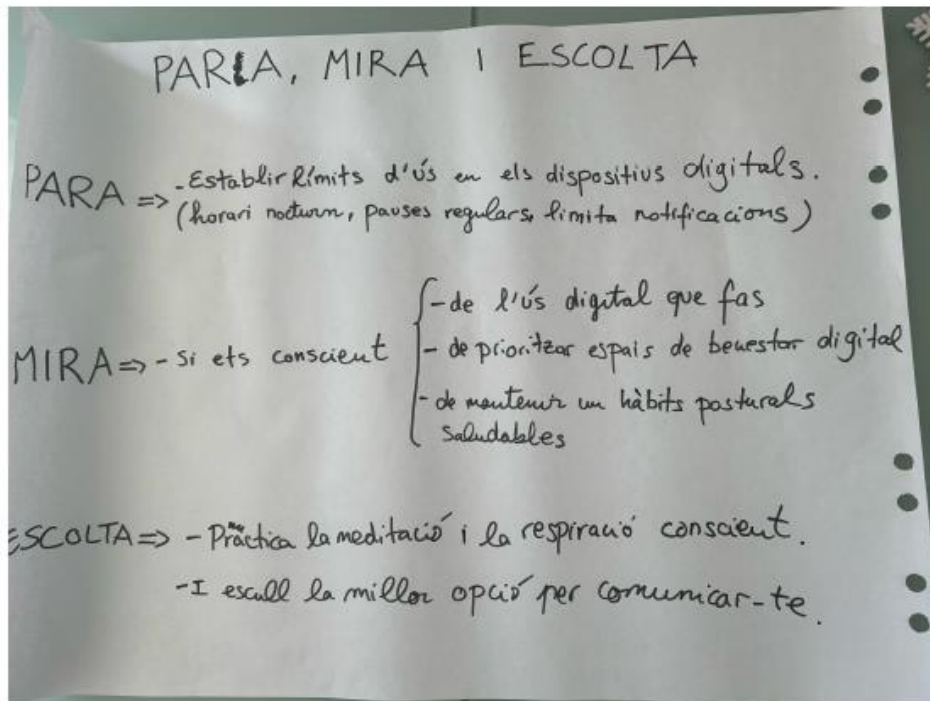 PARLA, MIRA I ESCOLTA
PARA => - Establir límits d'ús en els dispositius digitals.
(horari nocturn, pauses regulars, limita notificacions)
MIRA => - Si ets conscient
- de l'ús digital que fas
- de prioritzar espais de benestar digital
- de mantenir un hàbits posturals
saludables
ESCOLTA => - Pràctica la meditació i la respiració conscient.
- I escull la millor opció per comunicar-te.